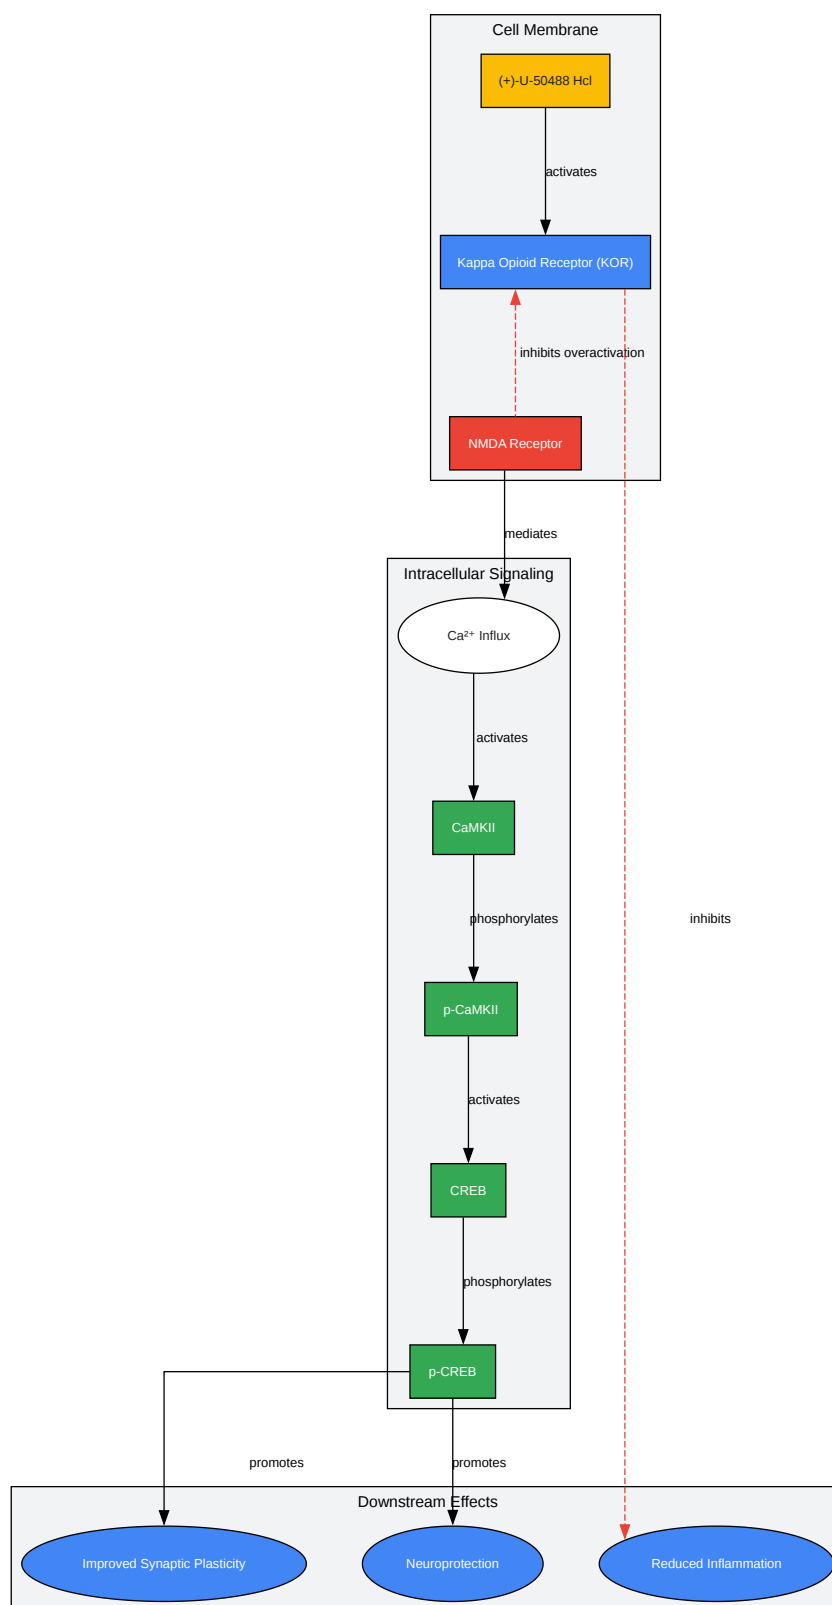 Cell Membrane
(+)-U-50488 Hcl
activates
Kappa Opioid Receptor (KOR)
inhibits overactivation
NMDA Receptor
mediates
Intracellular Signaling
Ca²⁺ Influx
activates
CaMKII
phosphorylates
inhibits
p-CaMKII
activates
CREB
phosphorylates
p-CREB
promotes
promotes
Downstream Effects
Improved Synaptic Plasticity
Neuroprotection
Reduced Inflammation